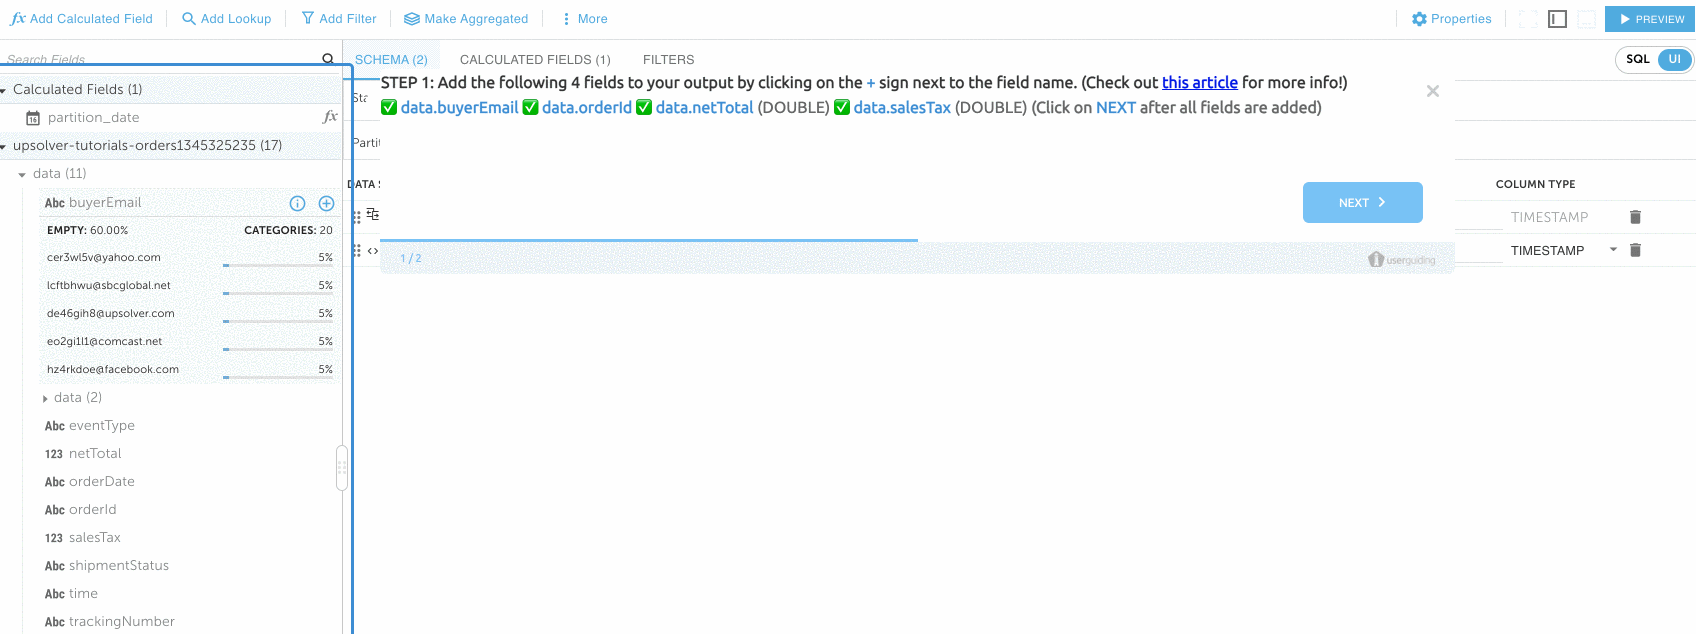 fx Add Calculated Field Add Lookup Add Filter Make Aggregated More Properties PREVIEW
Search Fields
SCHEMA (2) CALCULATED FIELDS (1) FILTERS SQL UI
STEP 1: Add the following 4 fields to your output by clicking on the + sign next to the field name. (Check out this article for more info!)
✅ data.buyerEmail ✅ data.orderId ✅ data.netTotal (DOUBLE) ✅ data.salesTax (DOUBLE) (Click on NEXT after all fields are added)
NEXT
1 / 2 userguiding
Calculated Fields (1)
partition_date fx
upsolver-tutorials-orders1345325235 (17)
data (11)
Abc buyerEmail
EMPTY: 60.00% CATEGORIES: 20
cer3wl5v@yahoo.com 5%
lcftbhwu@sbcglobal.net 5%
de46gih8@upsolver.com 5%
eo2gi1l1@comcast.net 5%
hz4rkdoe@facebook.com 5%
data (2)
Abc eventType
123 netTotal
Abc orderDate
Abc orderId
123 salesTax
Abc shipmentStatus
Abc time
Abc trackingNumber
Sta
Partit
DATA S COLUMN TYPE
TIMESTAMP
<> TIMESTAMP